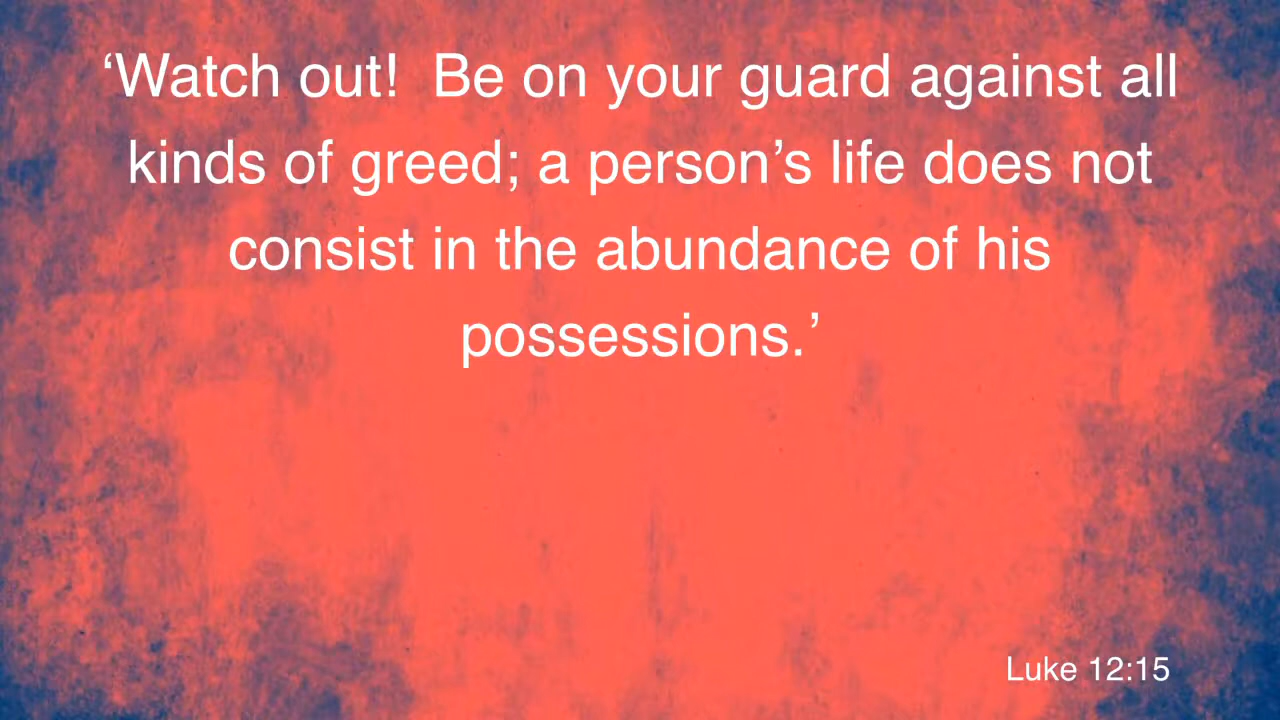 ‘Watch out!  Be on your guard against all
kinds of greed; a person’s life does not
consist in the abundance of his
possessions.’
Luke 12:15